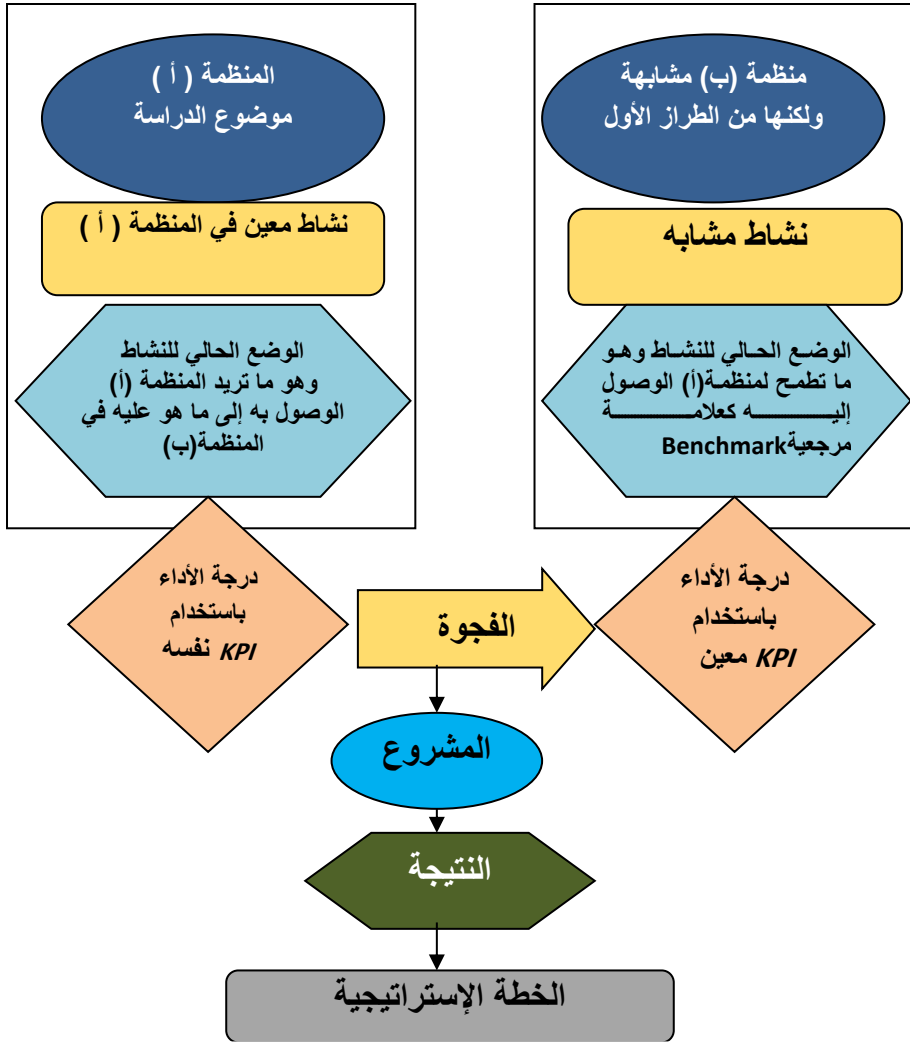 المنظمة ( أ )
موضوع الدراسة
نشاط معين في المنظمة ( أ )
الوضع الحالي للنشاط
وهو ما تريد المنظمة (أ)
الوصول به إلى ما هو عليه في
المنظمة(ب)
درجة الأداء
باستخدام
KPI نفسه
منظمة (ب) مشابهة
ولكنها من الطراز الأول
نشاط مشابه
الوضع الحالي للنشاط وهو
ما تطمح لمنظمة(أ) الوصول
إليـــــــه كعلامـــــــة
مرجعيةBenchmark
درجة الأداء
باستخدام
KPI معين
الفجوة
المشروع
النتيجة
الخطة الإستراتيجية